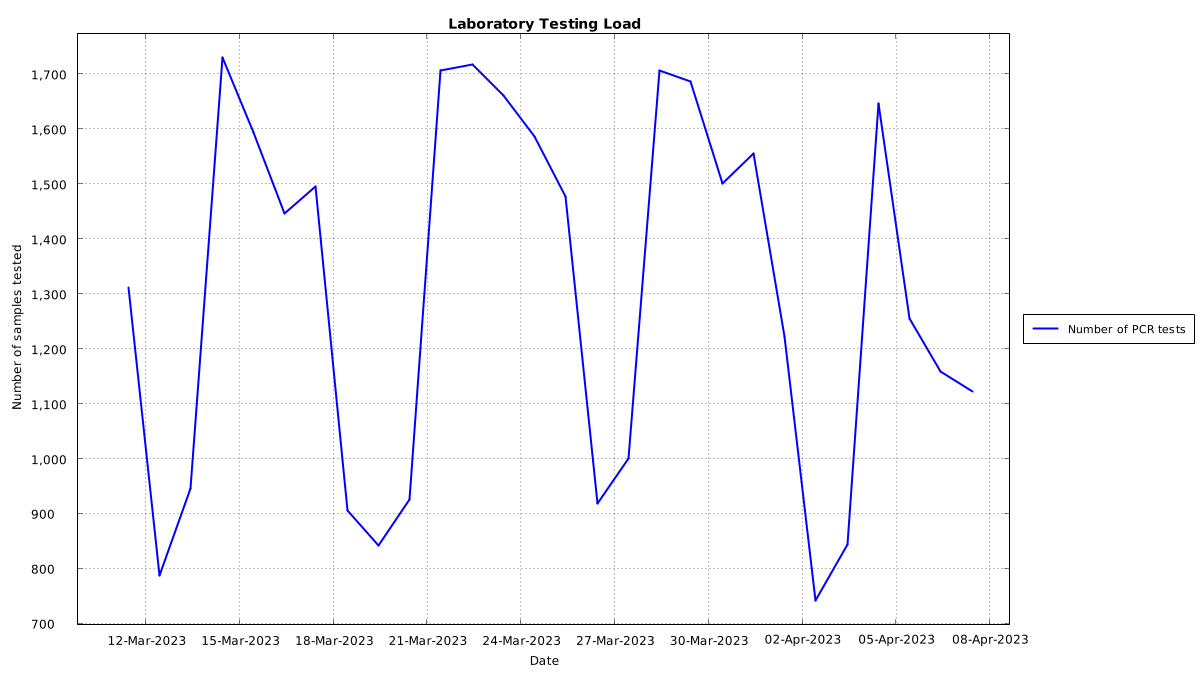 Laboratory Testing Load
Number of samples tested
1,700
1,600
1,500
1,400
1,300
1,200
1,100
1,000
900
800
700
12-Mar-2023 15-Mar-2023 18-Mar-2023 21-Mar-2023 24-Mar-2023 27-Mar-2023 30-Mar-2023 02-Apr-2023 05-Apr-2023 08-Apr-2023
Date
Number of PCR tests